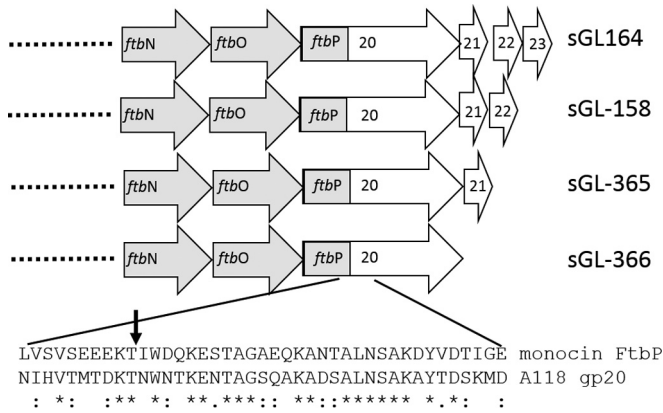 ftbN ftbO ftbP 20 21 22 23 sGL164
ftbN ftbO ftbP 20 21 22 sGL-158
ftbN ftbO ftbP 20 21 sGL-365
ftbN ftbO ftbP 20 sGL-366
LVSVSEEEKTIWDQKESTAGAEQKANTALNSAKDYVDTIGE monocin FtbP
NIHVTMTDKTNWNTKENTAGSQAKADSALNSAKAYTDSKMD A118 gp20
: *: :** *: **.***:: **: :****** *.*: :